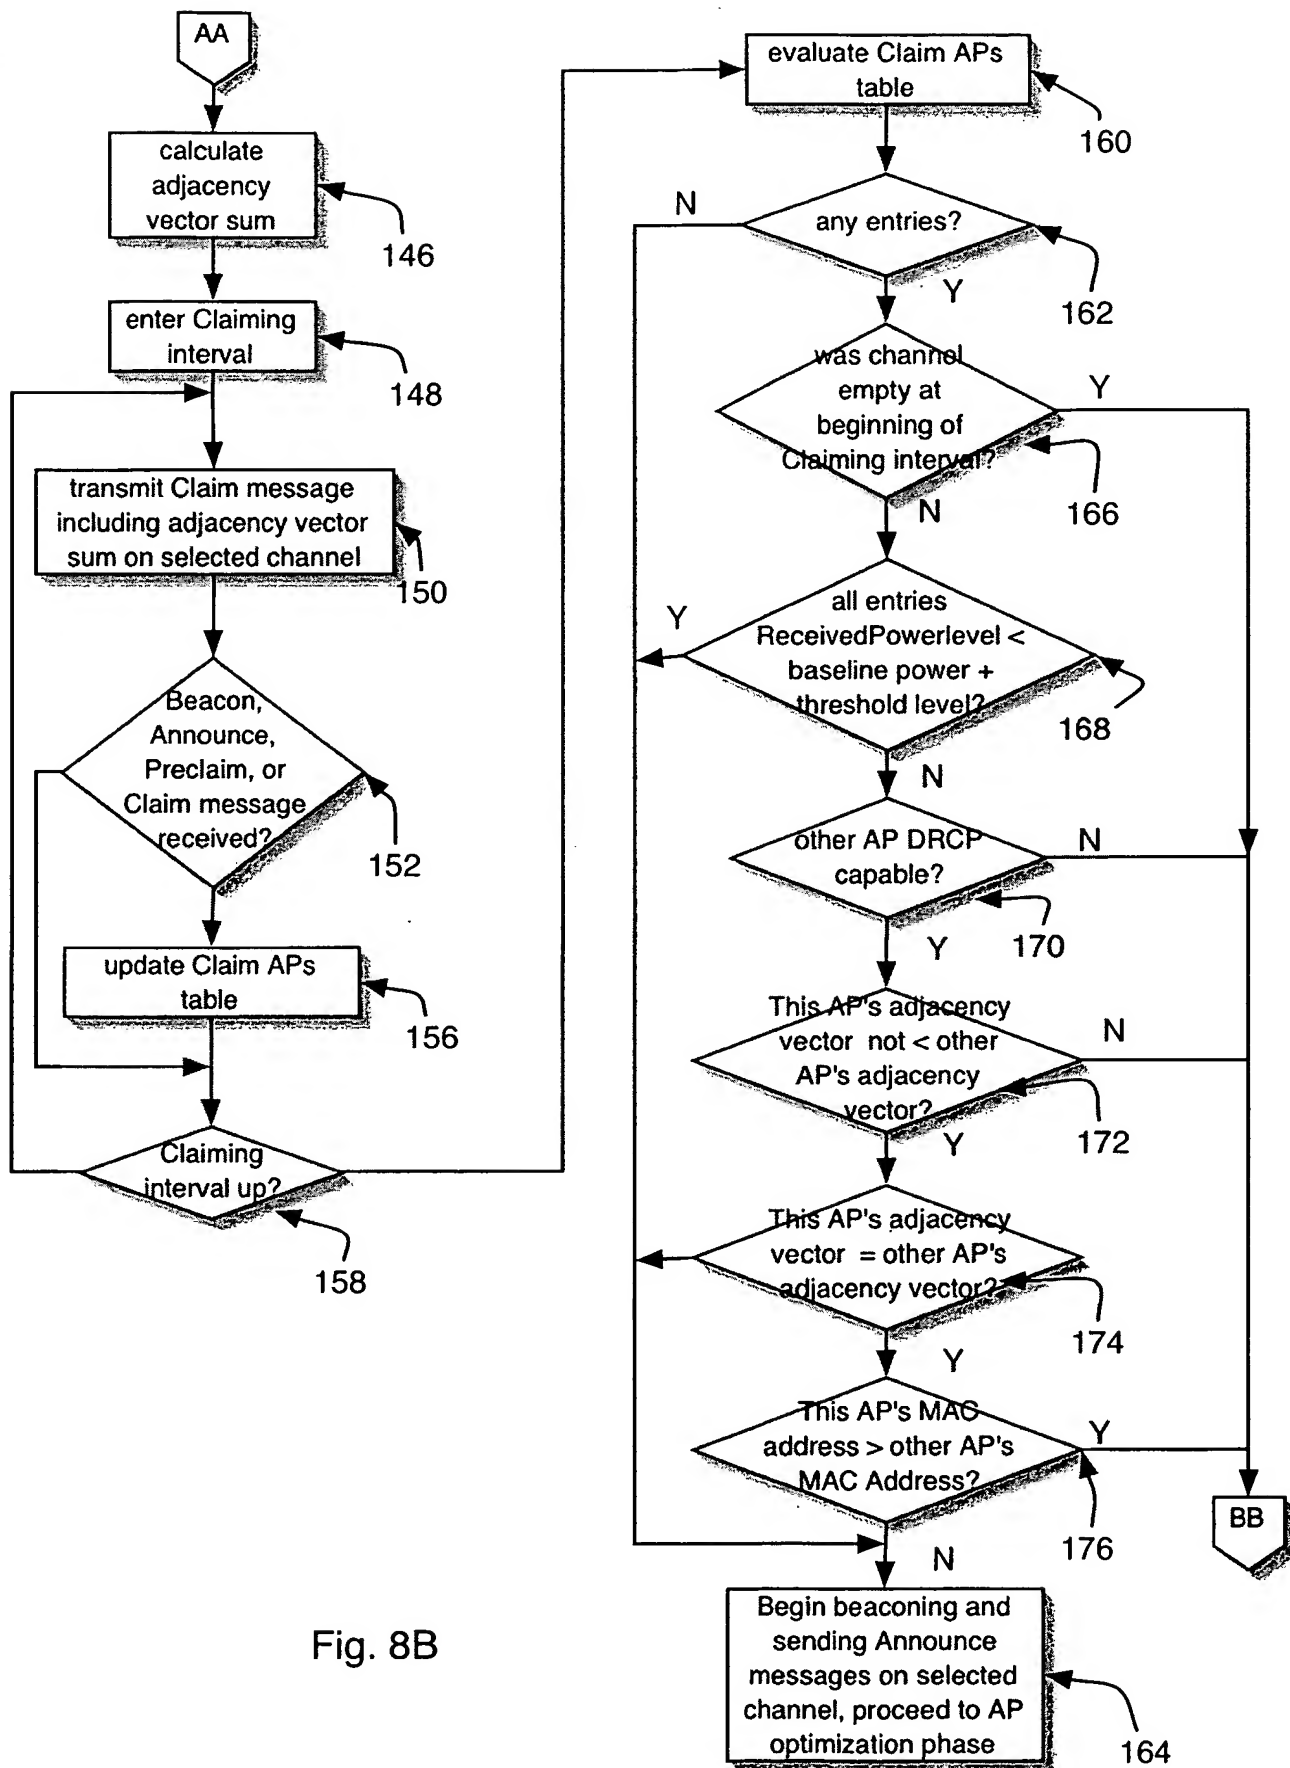 AA
calculate
adjacency
vector sum
146
enter Claiming
interval
148
transmit Claim message
including adjacency vector
sum on selected channel
150
Beacon,
Announce,
Preclaim, or
Claim message
received?
152
update Claim APs
table
156
Claiming
interval up?
158
evaluate Claim APs
table
160
N
any entries?
Y
162
was channel
empty at
beginning of
Claiming interval?
Y
N
166
all entries
ReceivedPowerlevel <
baseline power +
threshold level?
Y
168
N
other AP DRCP
capable?
N
170
Y
This AP's adjacency
vector not < other
AP's adjacency
vector?
N
172
Y
This AP's adjacency
vector = other AP's
adjacency vector?
174
Y
This AP's MAC
address > other AP's
MAC Address?
Y
176
BB
N
Begin beaconing and
sending Announce
messages on selected
channel, proceed to AP
optimization phase
164
Fig. 8B